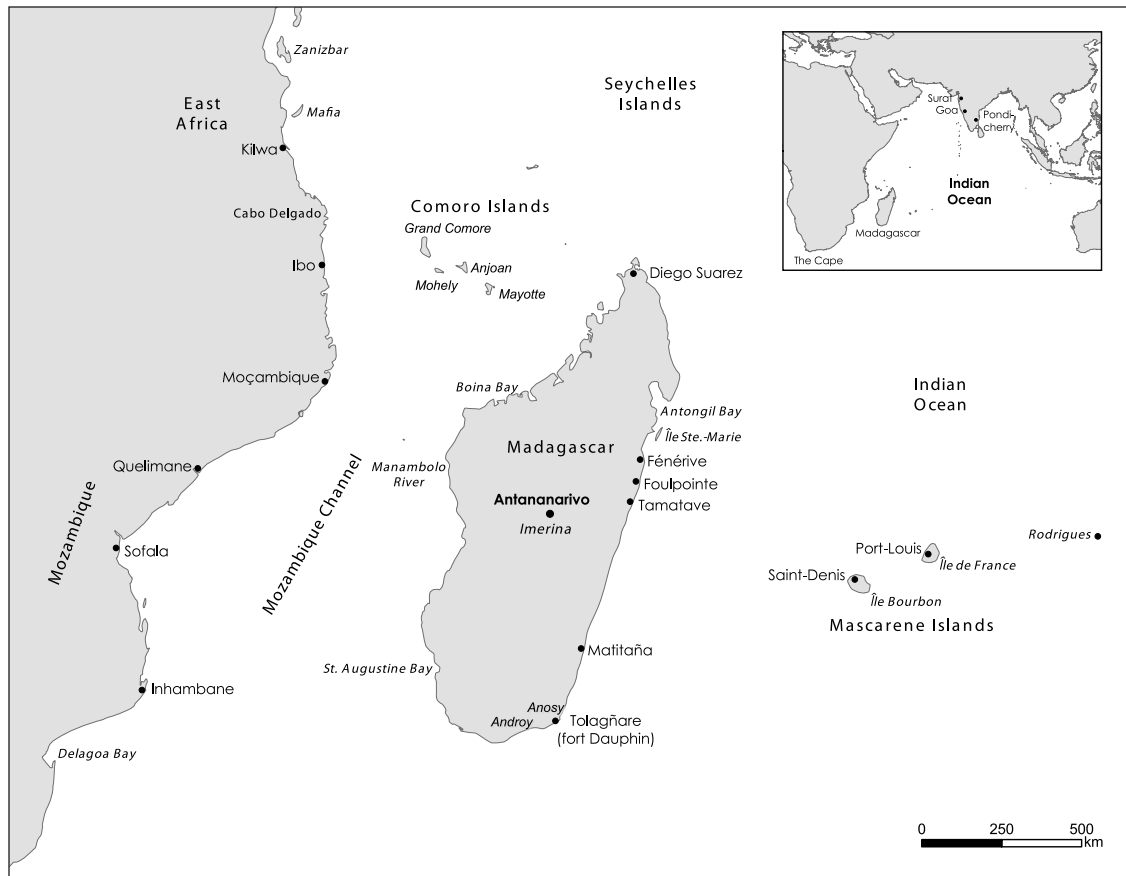 Zanizbar
East
Africa
Mafia
Kilwa
Seychelles
Islands
Surat
Goa
Pondi-
cherry
Indian
Ocean
Madagascar
The Cape
Cabo Delgado
Comoro Islands
Grand Comore
Ibo
Anjoan
Mohely
Mayotte
Diego Suarez
Moçambique
Boina Bay
Indian
Ocean
Antongil Bay
Île Ste.-Marie
Madagascar
Quelimane
Manambolo
River
Fénérive
Foulpointe
Tamatave
Antananarivo
Imerina
Mozambique
Mozambique Channel
Sofala
Rodrigues
Port-Louis
Île de France
Saint-Denis
Île Bourbon
Mascarene Islands
Matitaña
St. Augustine Bay
Inhambane
Anosy
Androy
Tolagñare
(fort Dauphin)
Delagoa Bay
0 250 500
km